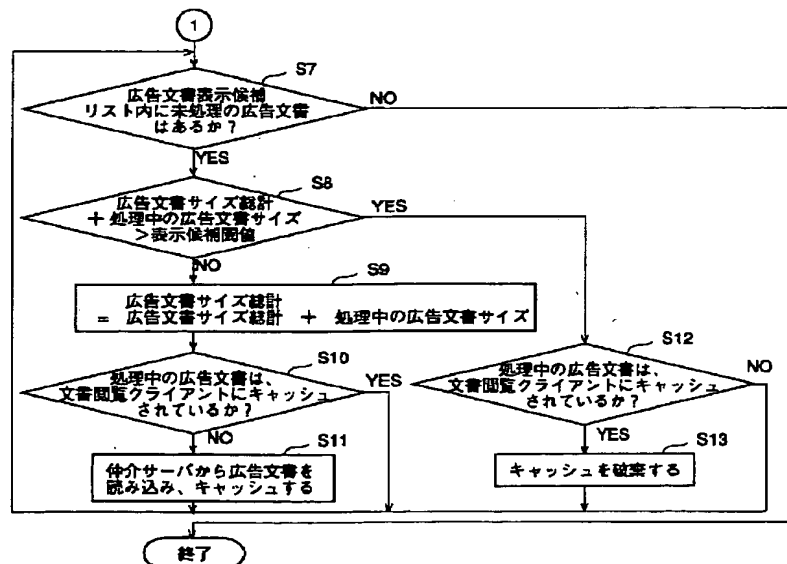 1
S7
広告文書表示候補
リスト内に未処理の広告文書
はあるか？
NO
YES
S8
広告文書サイズ総計
＋処理中の広告文書サイズ
＞表示候補閾値
YES
NO
S9
広告文書サイズ総計
＝ 広告文書サイズ総計 ＋ 処理中の広告文書サイズ
S10
処理中の広告文書は、
文書閲覧クライアントにキャッシュ
されているか？
YES
NO
S11
仲介サーバから広告文書を
読み込み、キャッシュする
S12
処理中の広告文書は、
文書閲覧クライアントにキャッシュ
されているか？
NO
YES
S13
キャッシュを破棄する
終了